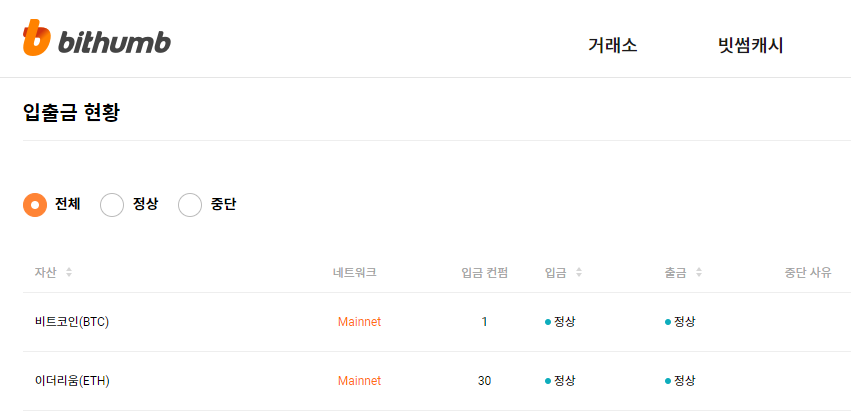 bithumb 거래소 빗썸캐시
입출금 현황
전체 정상 중단
자산 네트워크 입금 컨펌 입금 출금 중단 사유
비트코인(BTC) Mainnet 1 정상 정상
이더리움(ETH) Mainnet 30 정상 정상